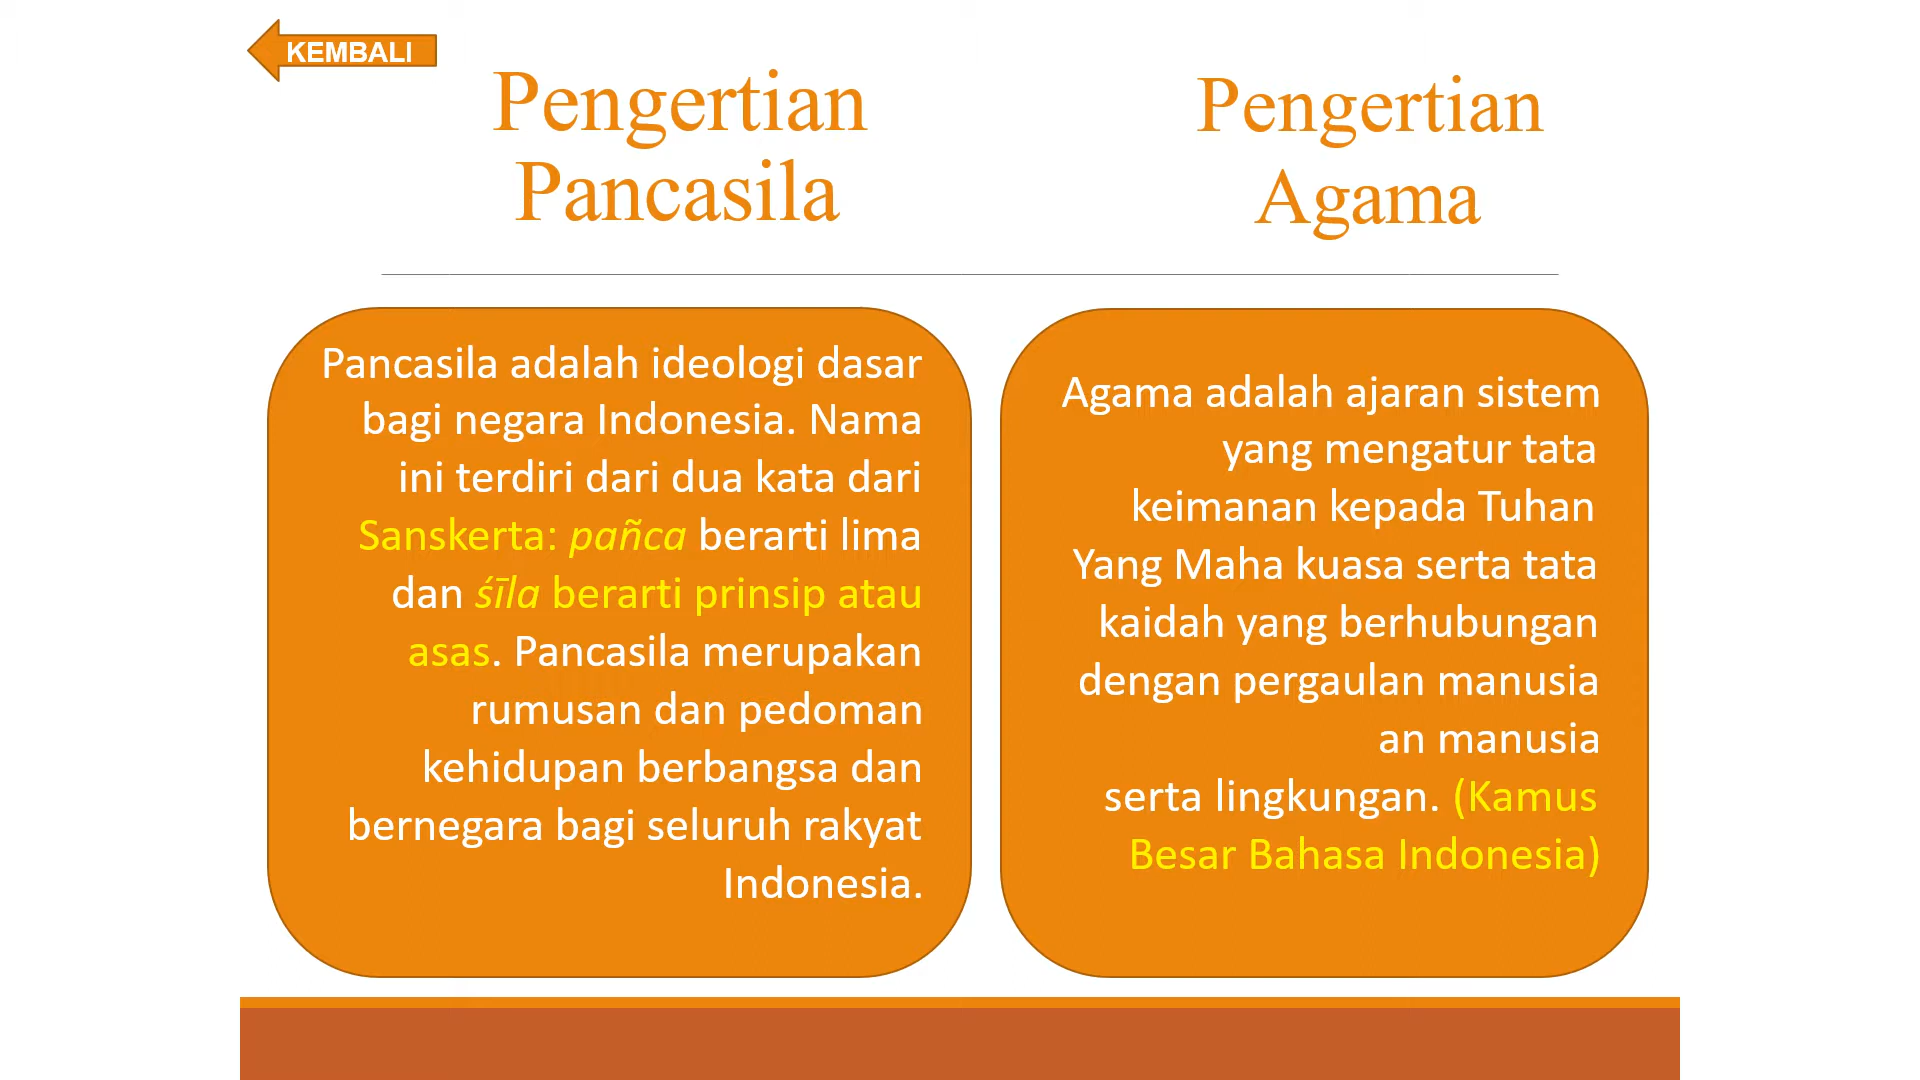 KEMBALI
Pengertian
Pancasila
Pengertian
Agama
Pancasila adalah ideologi dasar
bagi negara Indonesia. Nama
ini terdiri dari dua kata dari
Sanskerta: pañca berarti lima
dan śīla berarti prinsip atau
asas. Pancasila merupakan
rumusan dan pedoman
kehidupan berbangsa dan
bernegara bagi seluruh rakyat
Indonesia.
Agama adalah ajaran sistem
yang mengatur tata
keimanan kepada Tuhan
Yang Maha kuasa serta tata
kaidah yang berhubungan
dengan pergaulan manusia
an manusia
serta lingkungan. (Kamus
Besar Bahasa Indonesia)